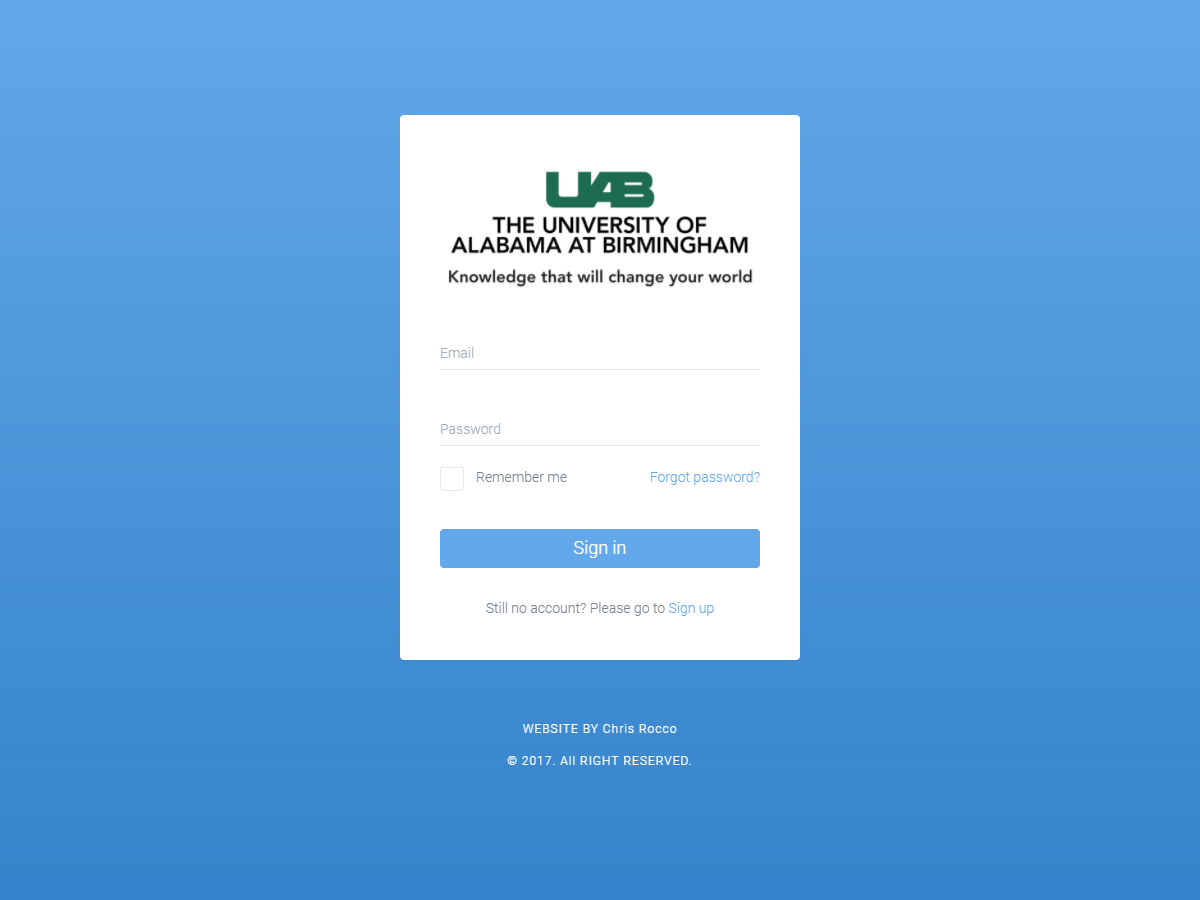 UAB
THE UNIVERSITY OF
ALABAMA AT BIRMINGHAM
Knowledge that will change your world
Email
Password
Remember me Forgot password?
Sign in
Still no account? Please go to Sign up
WEBSITE BY Chris Rocco
© 2017. All RIGHT RESERVED.